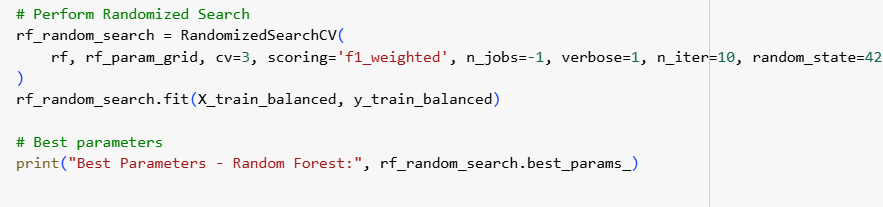 # Perform Randomized Search
rf_random_search = RandomizedSearchCV(
    rf, rf_param_grid, cv=3, scoring='f1_weighted', n_jobs=-1, verbose=1, n_iter=10, random_state=42
)
rf_random_search.fit(X_train_balanced, y_train_balanced)

# Best parameters
print("Best Parameters - Random Forest:", rf_random_search.best_params_)